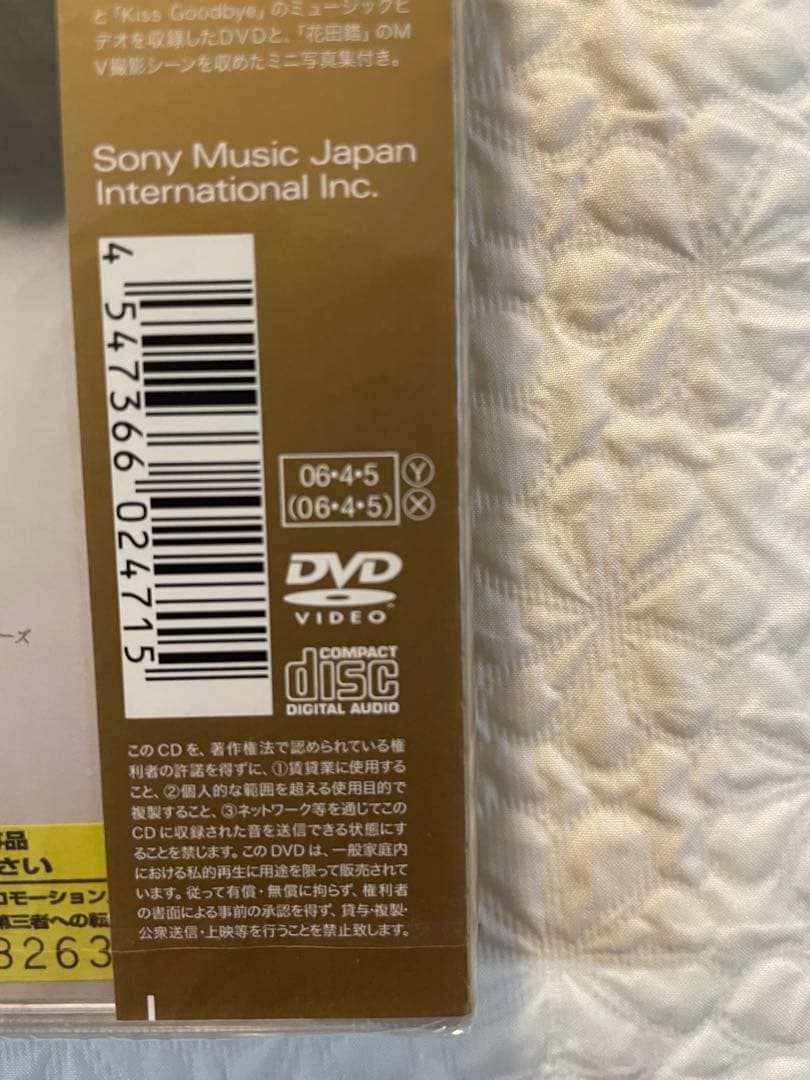 と「Kiss Goodbye」のミュージックビ
デオを収録したDVDと、「花田錯」のM
V撮影シーンを収めたミニ写真集付き。
Sony Music Japan
International Inc.
4 547366 024715
06・4・5 Y
(06・4・5) X
DVD
VIDEO
COMPACT
disc
DIGITAL AUDIO
このCDを、著作権法で認められている権
利者の許諾を得ずに、①賃貸業に使用する
こと、②個人的な範囲を超える使用目的で
複製すること、③ネットワーク等を通じてこの
CDに収録された音を送信できる状態にす
ることを禁じます。このDVDは、一般家庭内
における私的再生に用途を限って販売されて
います。従って有償・無償に拘らず、権利者
の書面による事前の承認を得ず、貸与・複製・
公衆送信・上映等を行うことを禁止致します。
ーズ
品
さい
コモーション
第三者への転
8263